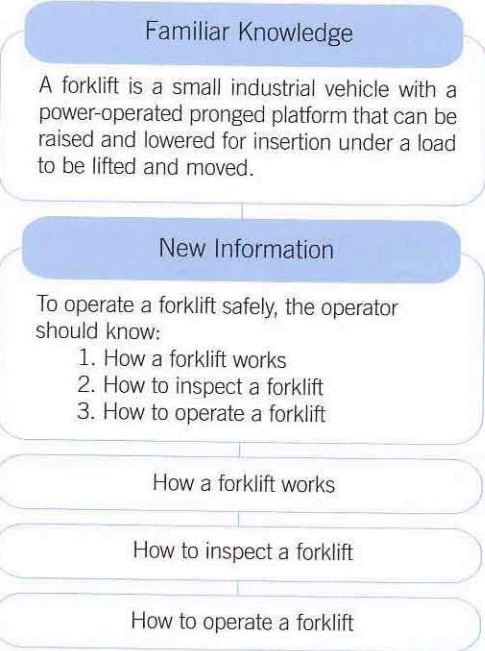 Familiar Knowledge
A forklift is a small industrial vehicle with a
power-operated pronged platform that can be
raised and lowered for insertion under a load
to be lifted and moved.
New Information
To operate a forklift safely, the operator
should know:
1. How a forklift works
2. How to inspect a forklift
3. How to operate a forklift
How a forklift works
How to inspect a forklift
How to operate a forklift